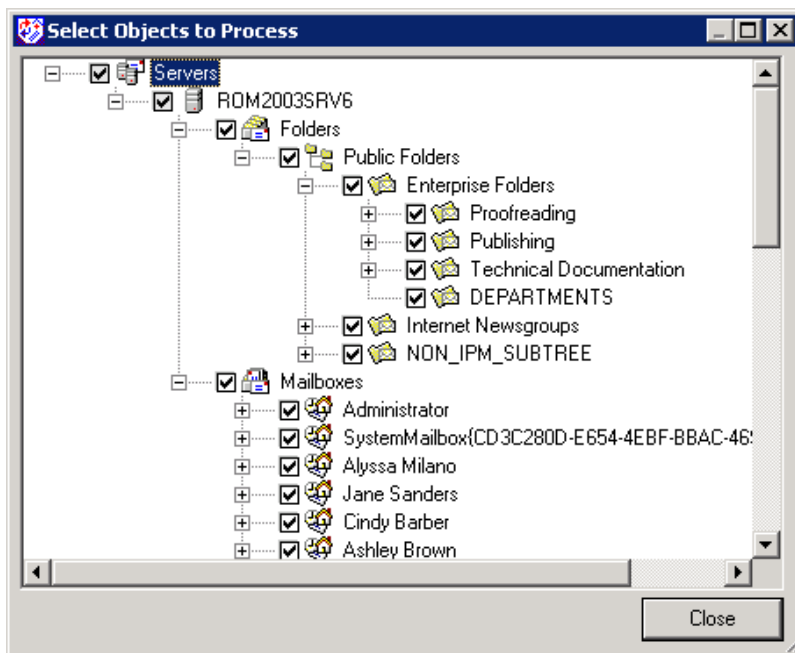 Select Objects to Process
Servers
ROM2003SRV6
Folders
Public Folders
Enterprise Folders
Proofreading
Publishing
Technical Documentation
DEPARTMENTS
Internet Newsgroups
NON_IPM_SUBTREE
Mailboxes
Administrator
SystemMailbox{CD3C280D-E654-4EBF-BBAC-46
Alyssa Milano
Jane Sanders
Cindy Barber
Ashley Brown
Close